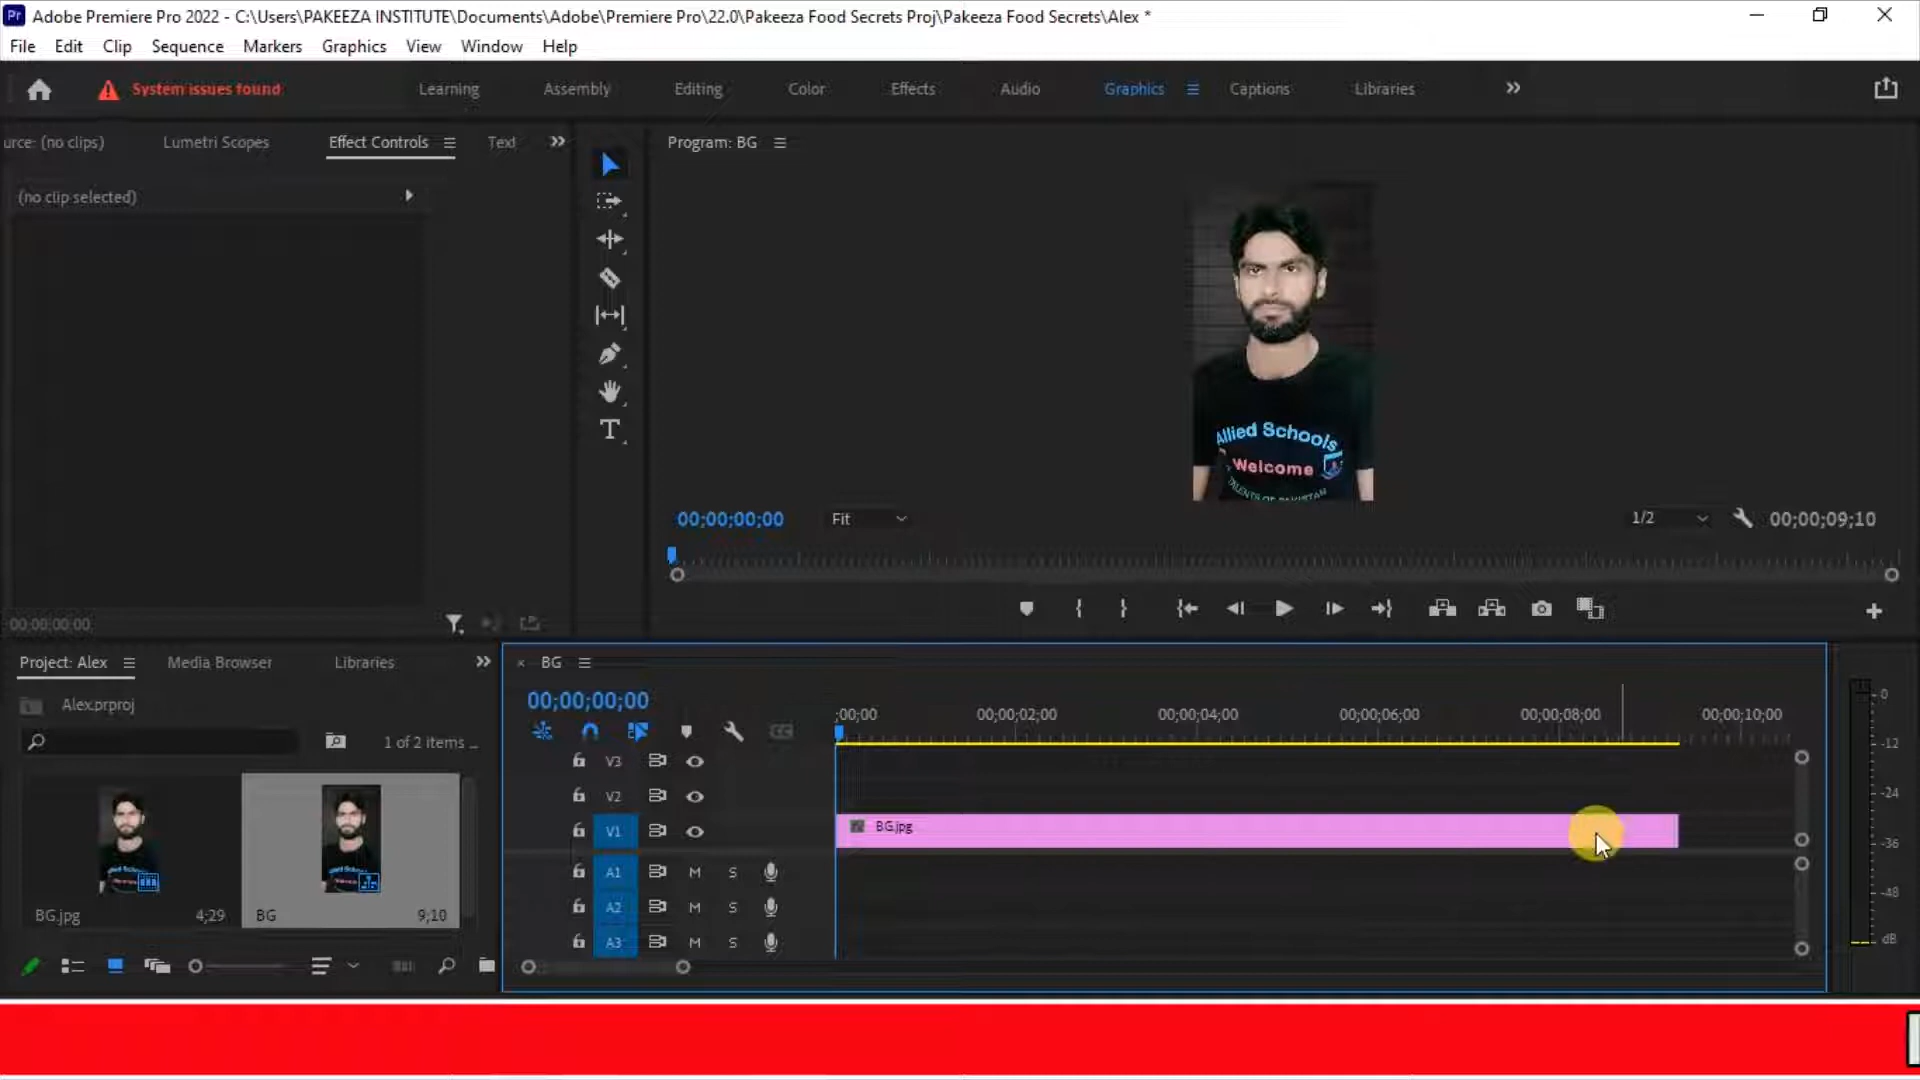 Adobe Premiere Pro 2022 - C:\Users\PAKEEZA INSTITUTE\Documents\Adobe\Premiere Pro\22.0\Pakeeza Food Secrets Proj\Pakeeza Food Secrets\Alex *
File Edit Clip Sequence Markers Graphics View Window Help
System issues found Learning Assembly Editing Color Effects Audio Graphics Captions Libraries
urce: (no clips) Lumetri Scopes Effect Controls Text
Program: BG
(no clip selected)
Allied Schools
Welcome
TALENTS OF PAKISTAN
00;00;00;00 Fit 1/2 00;00;09;10
00;00;00;00
Project: Alex Media Browser Libraries
Alex.prproj
1 of 2 items ...
BG.jpg 4;29
BG 9;10
BG
00;00;00;00
;00;00 00;00;02;00 00;00;04;00 00;00;06;00 00;00;08;00 00;00;10;00
V3
V2
V1 BG.jpg
A1 M S
A2 M S
A3 M S
0
-12
-24
-36
-48
dB